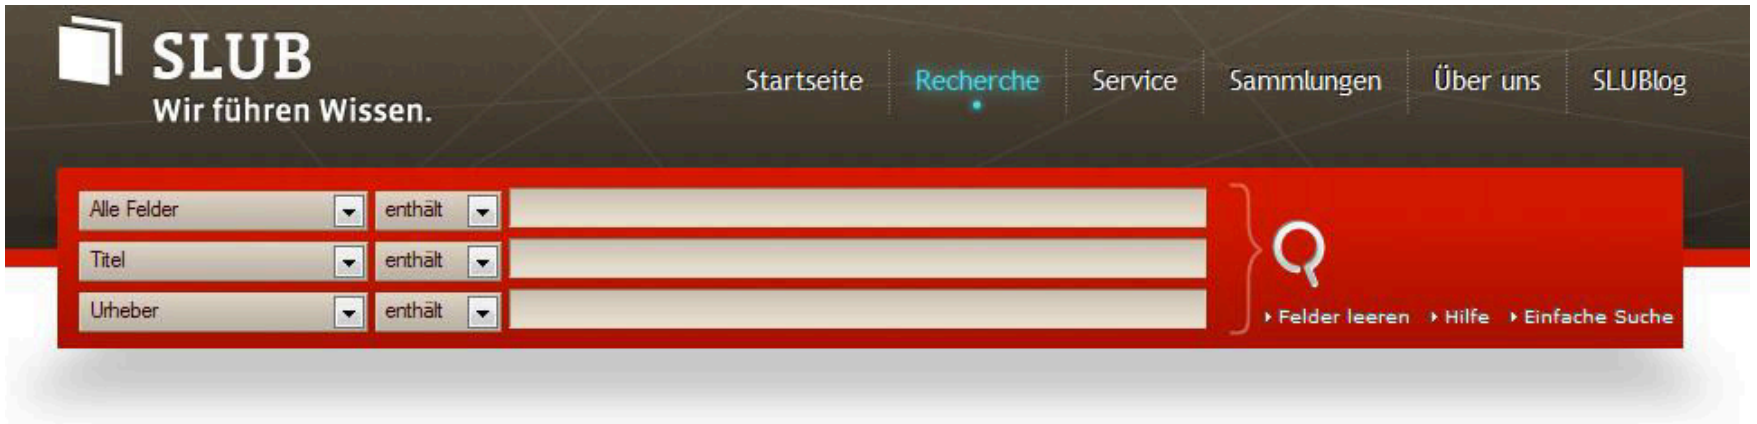 SLUB
Wir führen Wissen.
Startseite Recherche Service Sammlungen Über uns SLUBlog
Alle Felder enthält
Titel enthält
Urheber enthält
Felder leeren Hilfe Einfache Suche